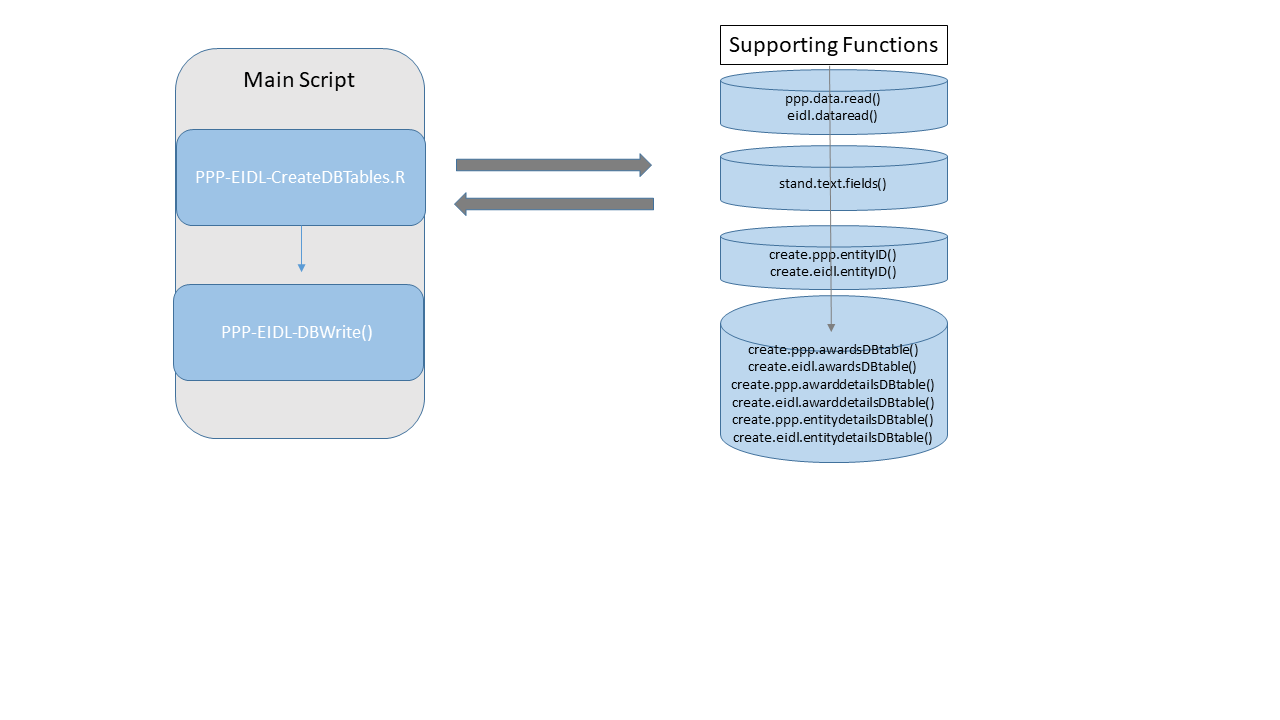 Main Script
PPP-EIDL-CreateDBTables.R
PPP-EIDL-DBWrite()
Supporting Functions
ppp.data.read()
eidl.dataread()
stand.text.fields()
create.ppp.entityID()
create.eidl.entityID()
create.ppp.awardsDBtable()
create.eidl.awardsDBtable()
create.ppp.awarddetailsDBtable()
create.eidl.awarddetailsDBtable()
create.ppp.entitydetailsDBtable()
create.eidl.entitydetailsDBtable()